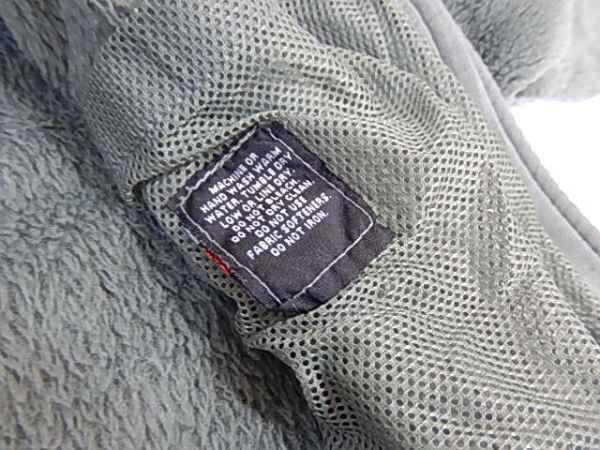 MACHINE OR
HAND WASH WARM
WATER, TUMBLE DRY
LOW OR LINE DRY.
DO NOT BLEACH.
DO NOT DRY CLEAN.
DO NOT USE
FABRIC SOFTENERS.
DO NOT IRON.